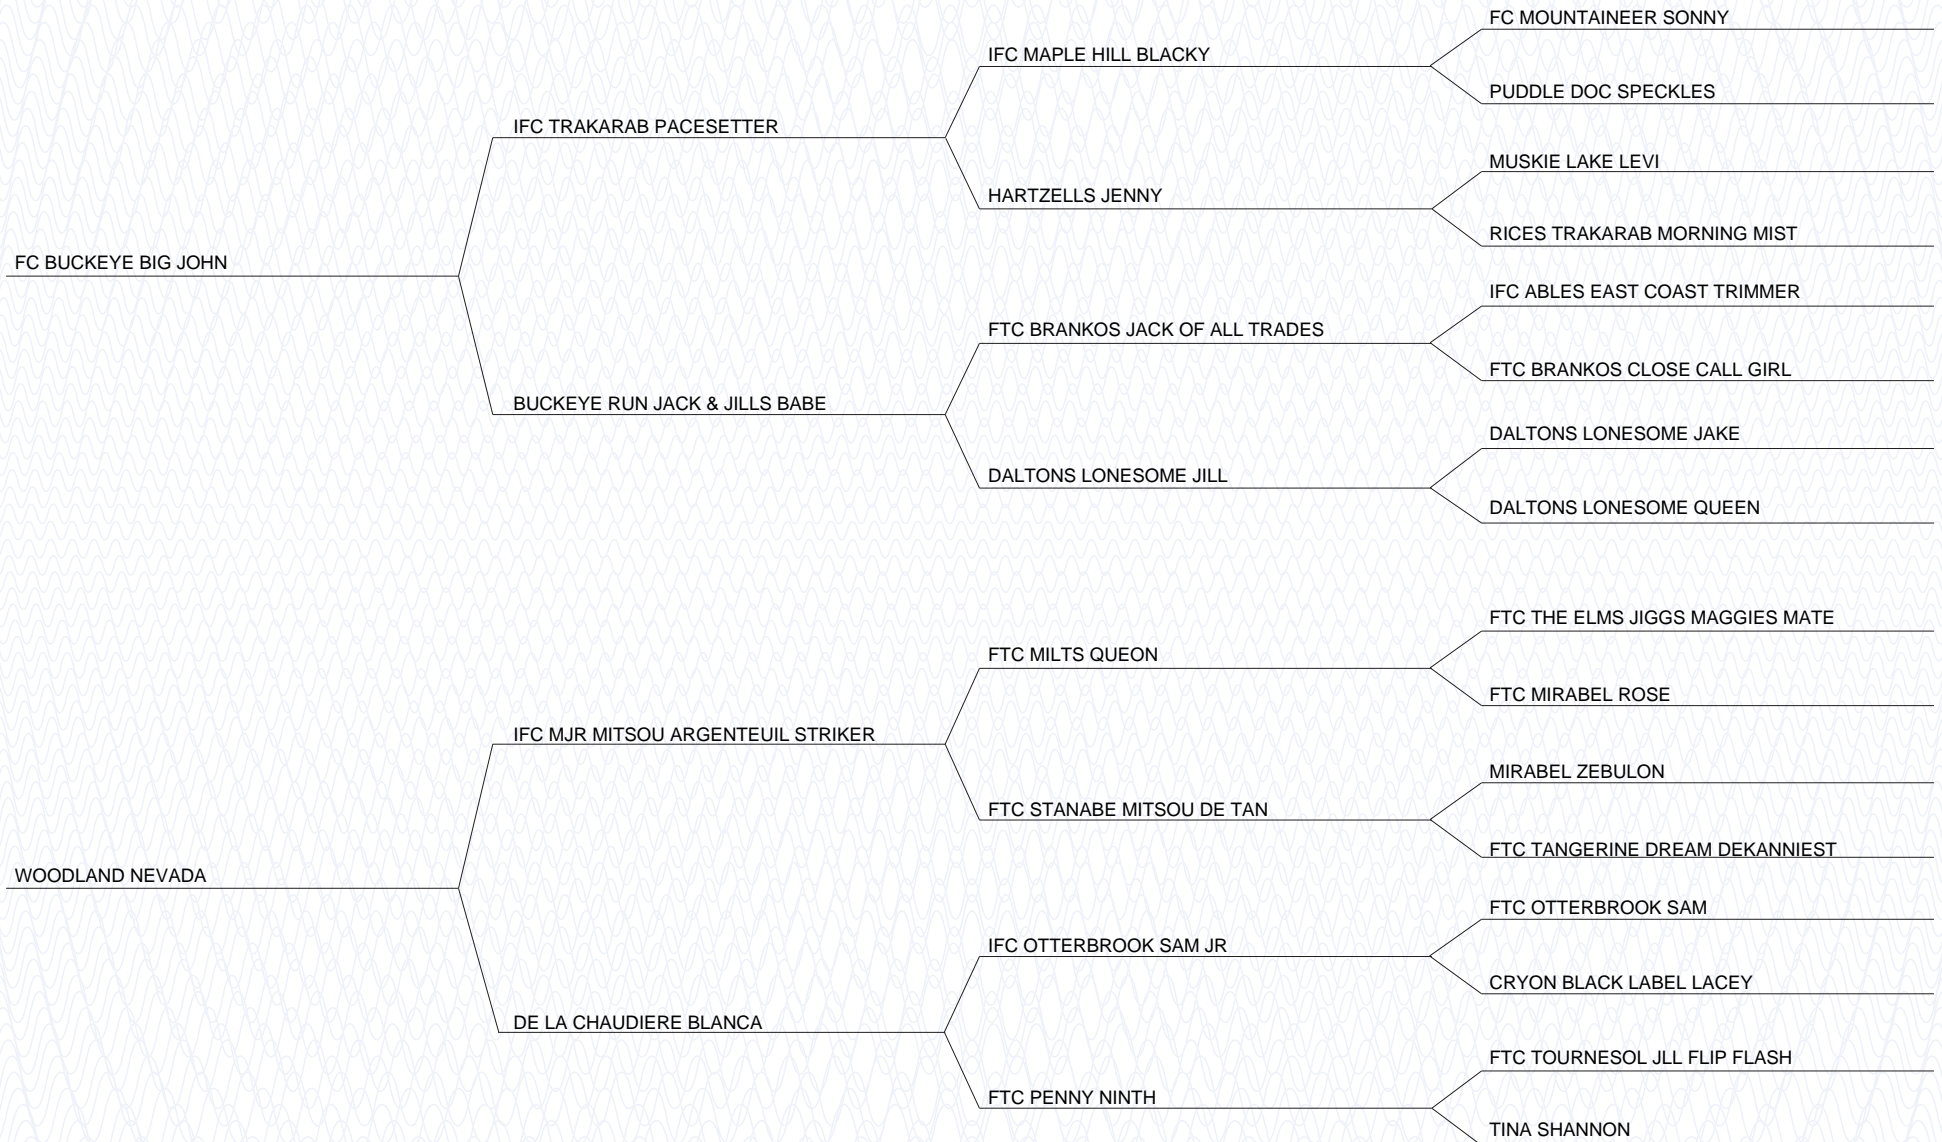 FC MOUNTAINEER SONNY
IFC MAPLE HILL BLACKY
PUDDLE DOC SPECKLES
IFC TRAKARAB PACESETTER
MUSKIE LAKE LEVI
HARTZELLS JENNY
RICES TRAKARAB MORNING MIST
FC BUCKEYE BIG JOHN
IFC ABLES EAST COAST TRIMMER
FTC BRANKOS JACK OF ALL TRADES
FTC BRANKOS CLOSE CALL GIRL
BUCKEYE RUN JACK & JILLS BABE
DALTONS LONESOME JAKE
DALTONS LONESOME JILL
DALTONS LONESOME QUEEN
FTC THE ELMS JIGGS MAGGIES MATE
FTC MILTS QUEON
FTC MIRABEL ROSE
IFC MJR MITSOU ARGENTEUIL STRIKER
MIRABEL ZEBULON
FTC STANABE MITSOU DE TAN
FTC TANGERINE DREAM DEKANNIEST
WOODLAND NEVADA
FTC OTTERBROOK SAM
IFC OTTERBROOK SAM JR
CRYON BLACK LABEL LACEY
DE LA CHAUDIERE BLANCA
FTC TOURNESOL JLL FLIP FLASH
FTC PENNY NINTH
TINA SHANNON